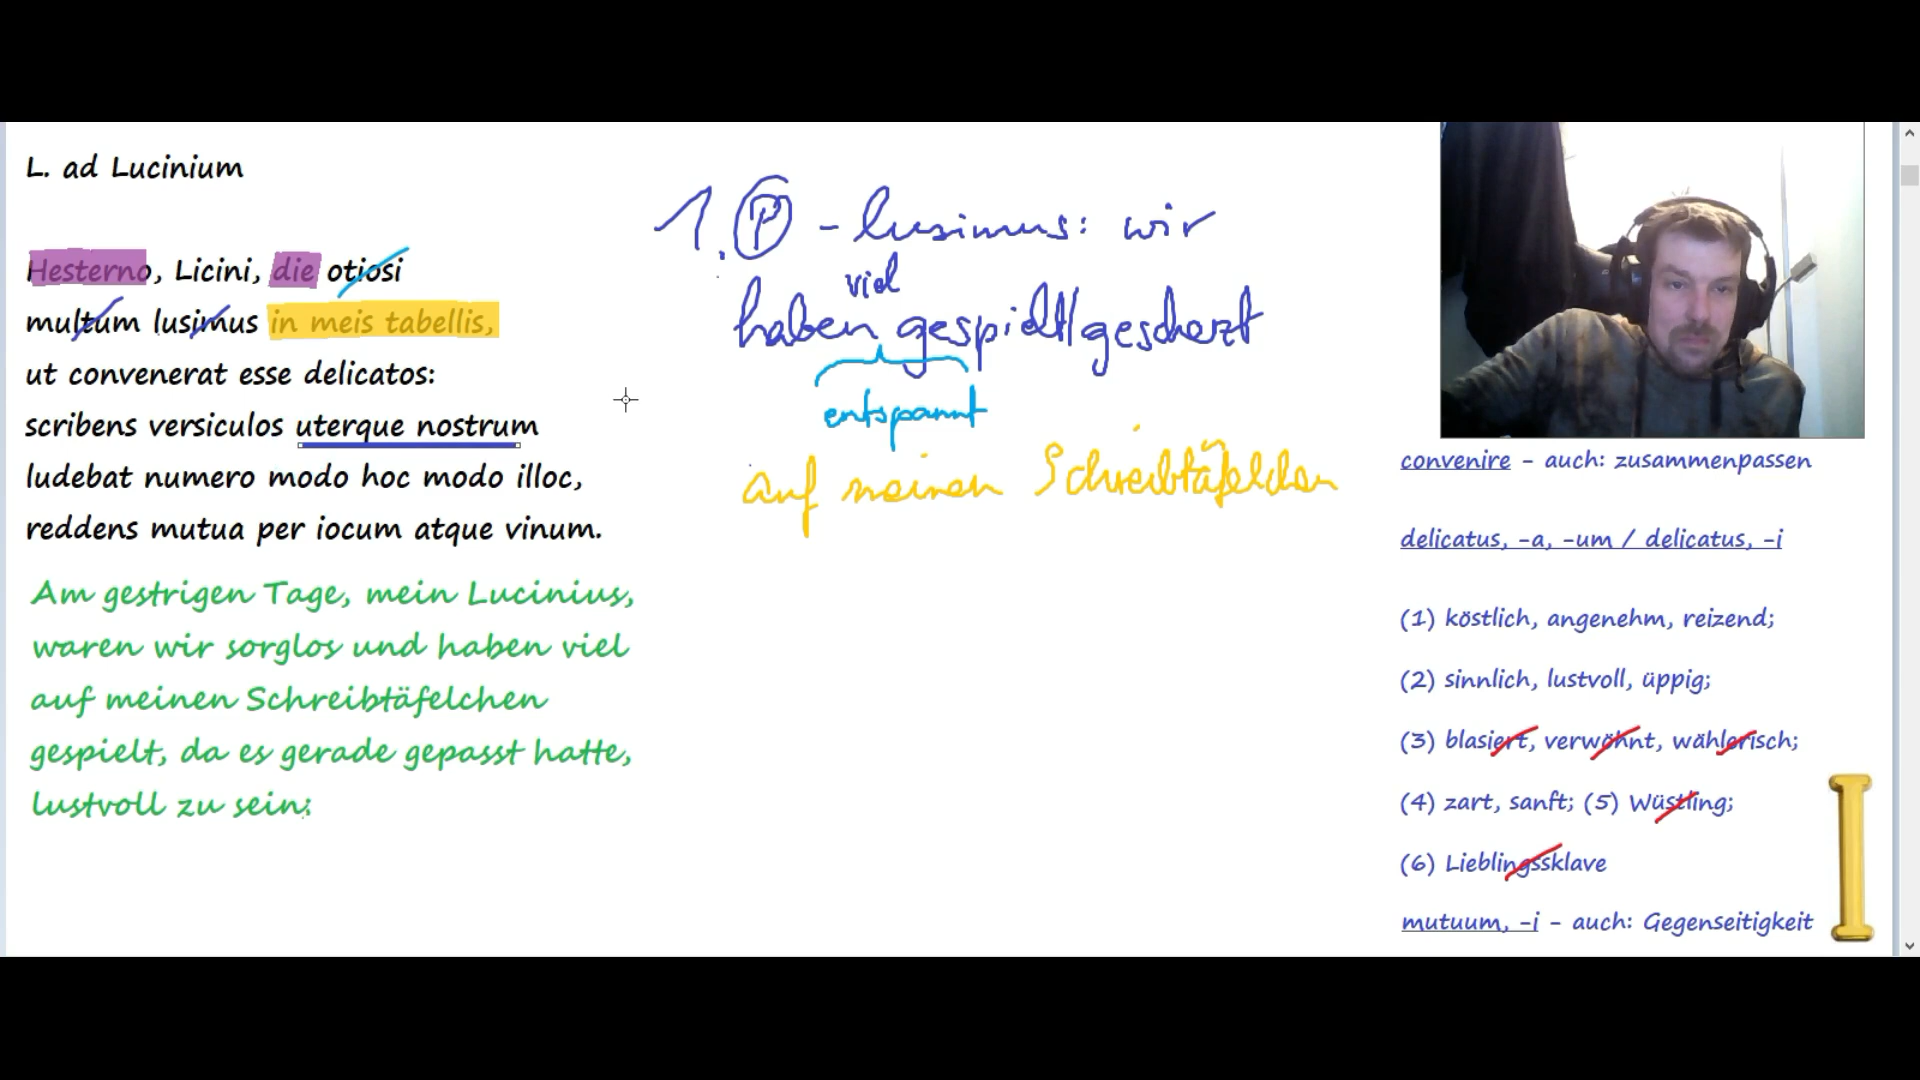 L. ad Lucinium
Hesterno, Licini, die otiosi
multum lusimus in meis tabellis,
ut convenerat esse delicatos:
scribens versiculos uterque nostrum
ludebat numero modo hoc modo illoc,
reddens mutua per iocum atque vinum.
Am gestrigen Tage, mein Lucinius,
waren wir sorglos und haben viel
auf meinen Schreibtäfelchen
gespielt, da es gerade gepasst hatte,
lustvoll zu sein:
1. P - lusimus: wir
viel
haben gespielt/gescherzt
entspannt
auf meinen Schreibtäfelchen
convenire - auch: zusammenpassen
delicatus, -a, -um / delicatus, -i
(1) köstlich, angenehm, reizend;
(2) sinnlich, lustvoll, üppig;
(3) blasiert, verwöhnt, wählerisch;
(4) zart, sanft; (5) Wüstling;
(6) Lieblingssklave
mutuum, -i - auch: Gegenseitigkeit